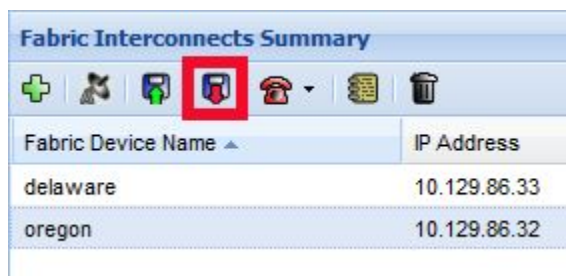 Fabric Interconnects Summary
Fabric Device Name IP Address
delaware 10.129.86.33
oregon 10.129.86.32